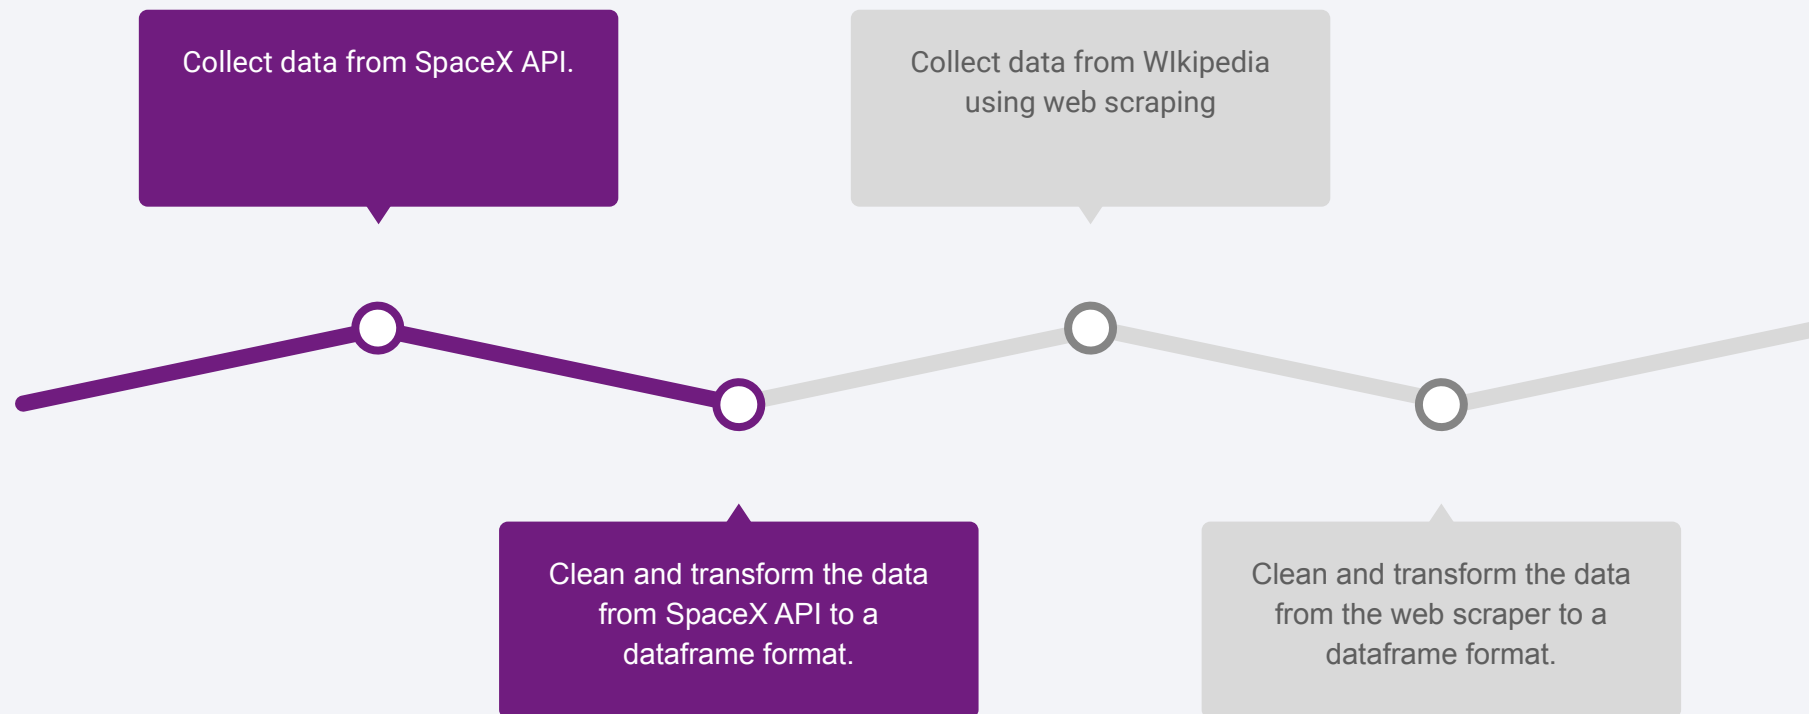 Collect data from SpaceX API.
Collect data from WIkipedia
using web scraping
Clean and transform the data
from SpaceX API to a
dataframe format.
Clean and transform the data
from the web scraper to a
dataframe format.